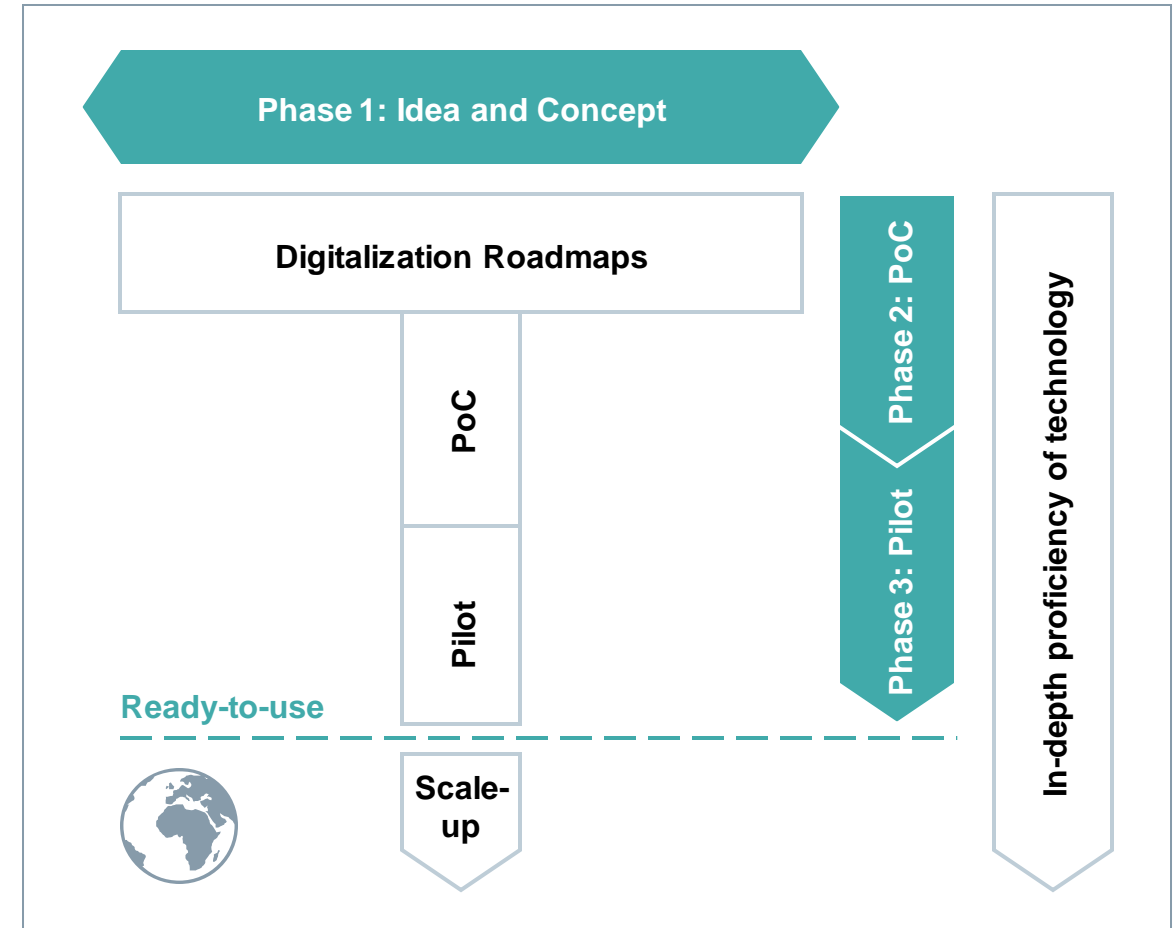 Phase 1: Idea and Concept
Digitalization Roadmaps
PoC
Pilot
Phase 2: PoC
Phase 3: Pilot
In-depth proficiency of technology
Ready-to-use
Scale-
up